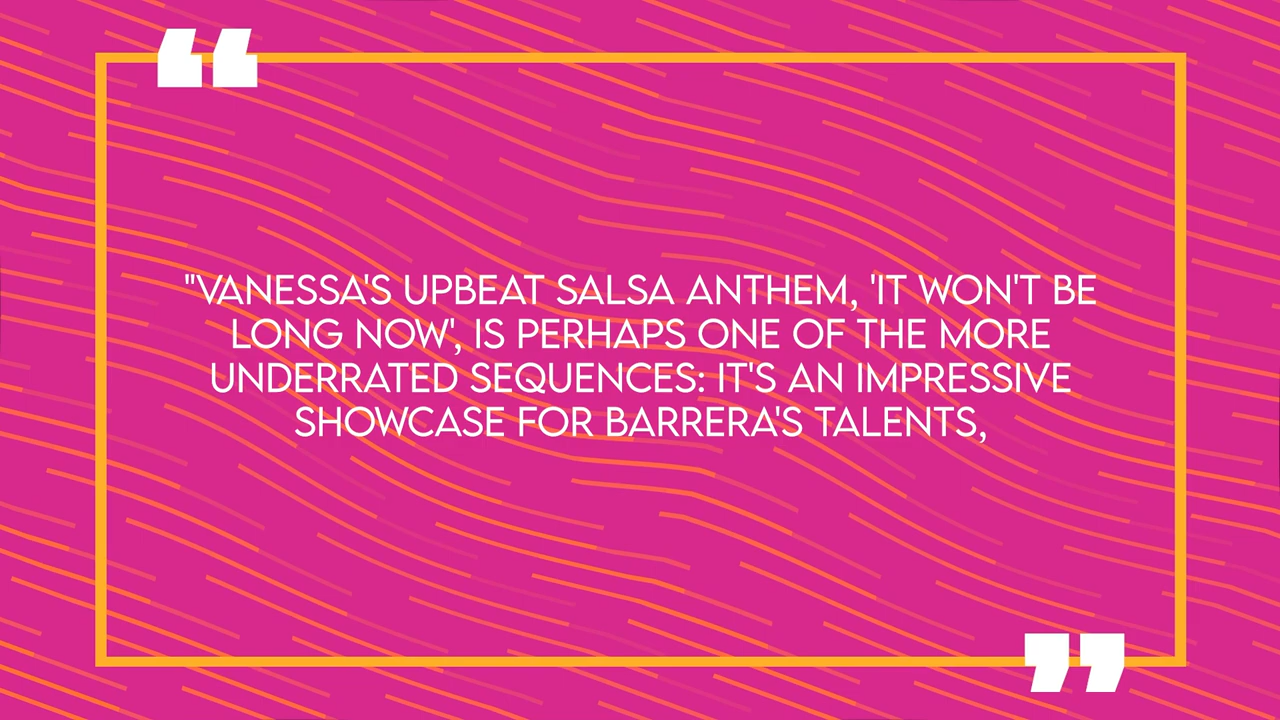 "VANESSA'S UPBEAT SALSA ANTHEM, 'IT WON'T BE
LONG NOW', IS PERHAPS ONE OF THE MORE
UNDERRATED SEQUENCES: IT'S AN IMPRESSIVE
SHOWCASE FOR BARRERA'S TALENTS,